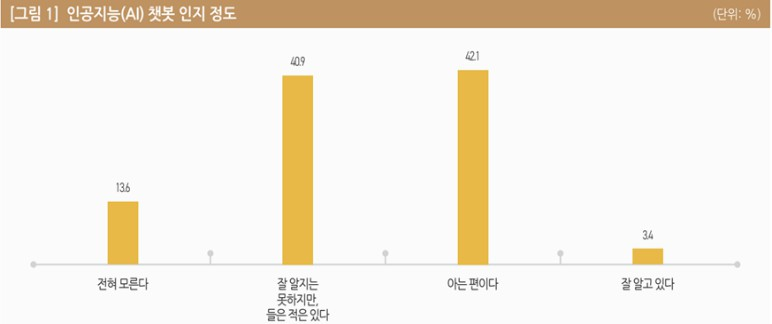 [그림 1] 인공지능(AI) 챗봇 인지 정도
(단위: %)
13.6
40.9
42.1
3.4
전혀 모른다
잘 알지는
못하지만,
들은 적은 있다
아는 편이다
잘 알고 있다